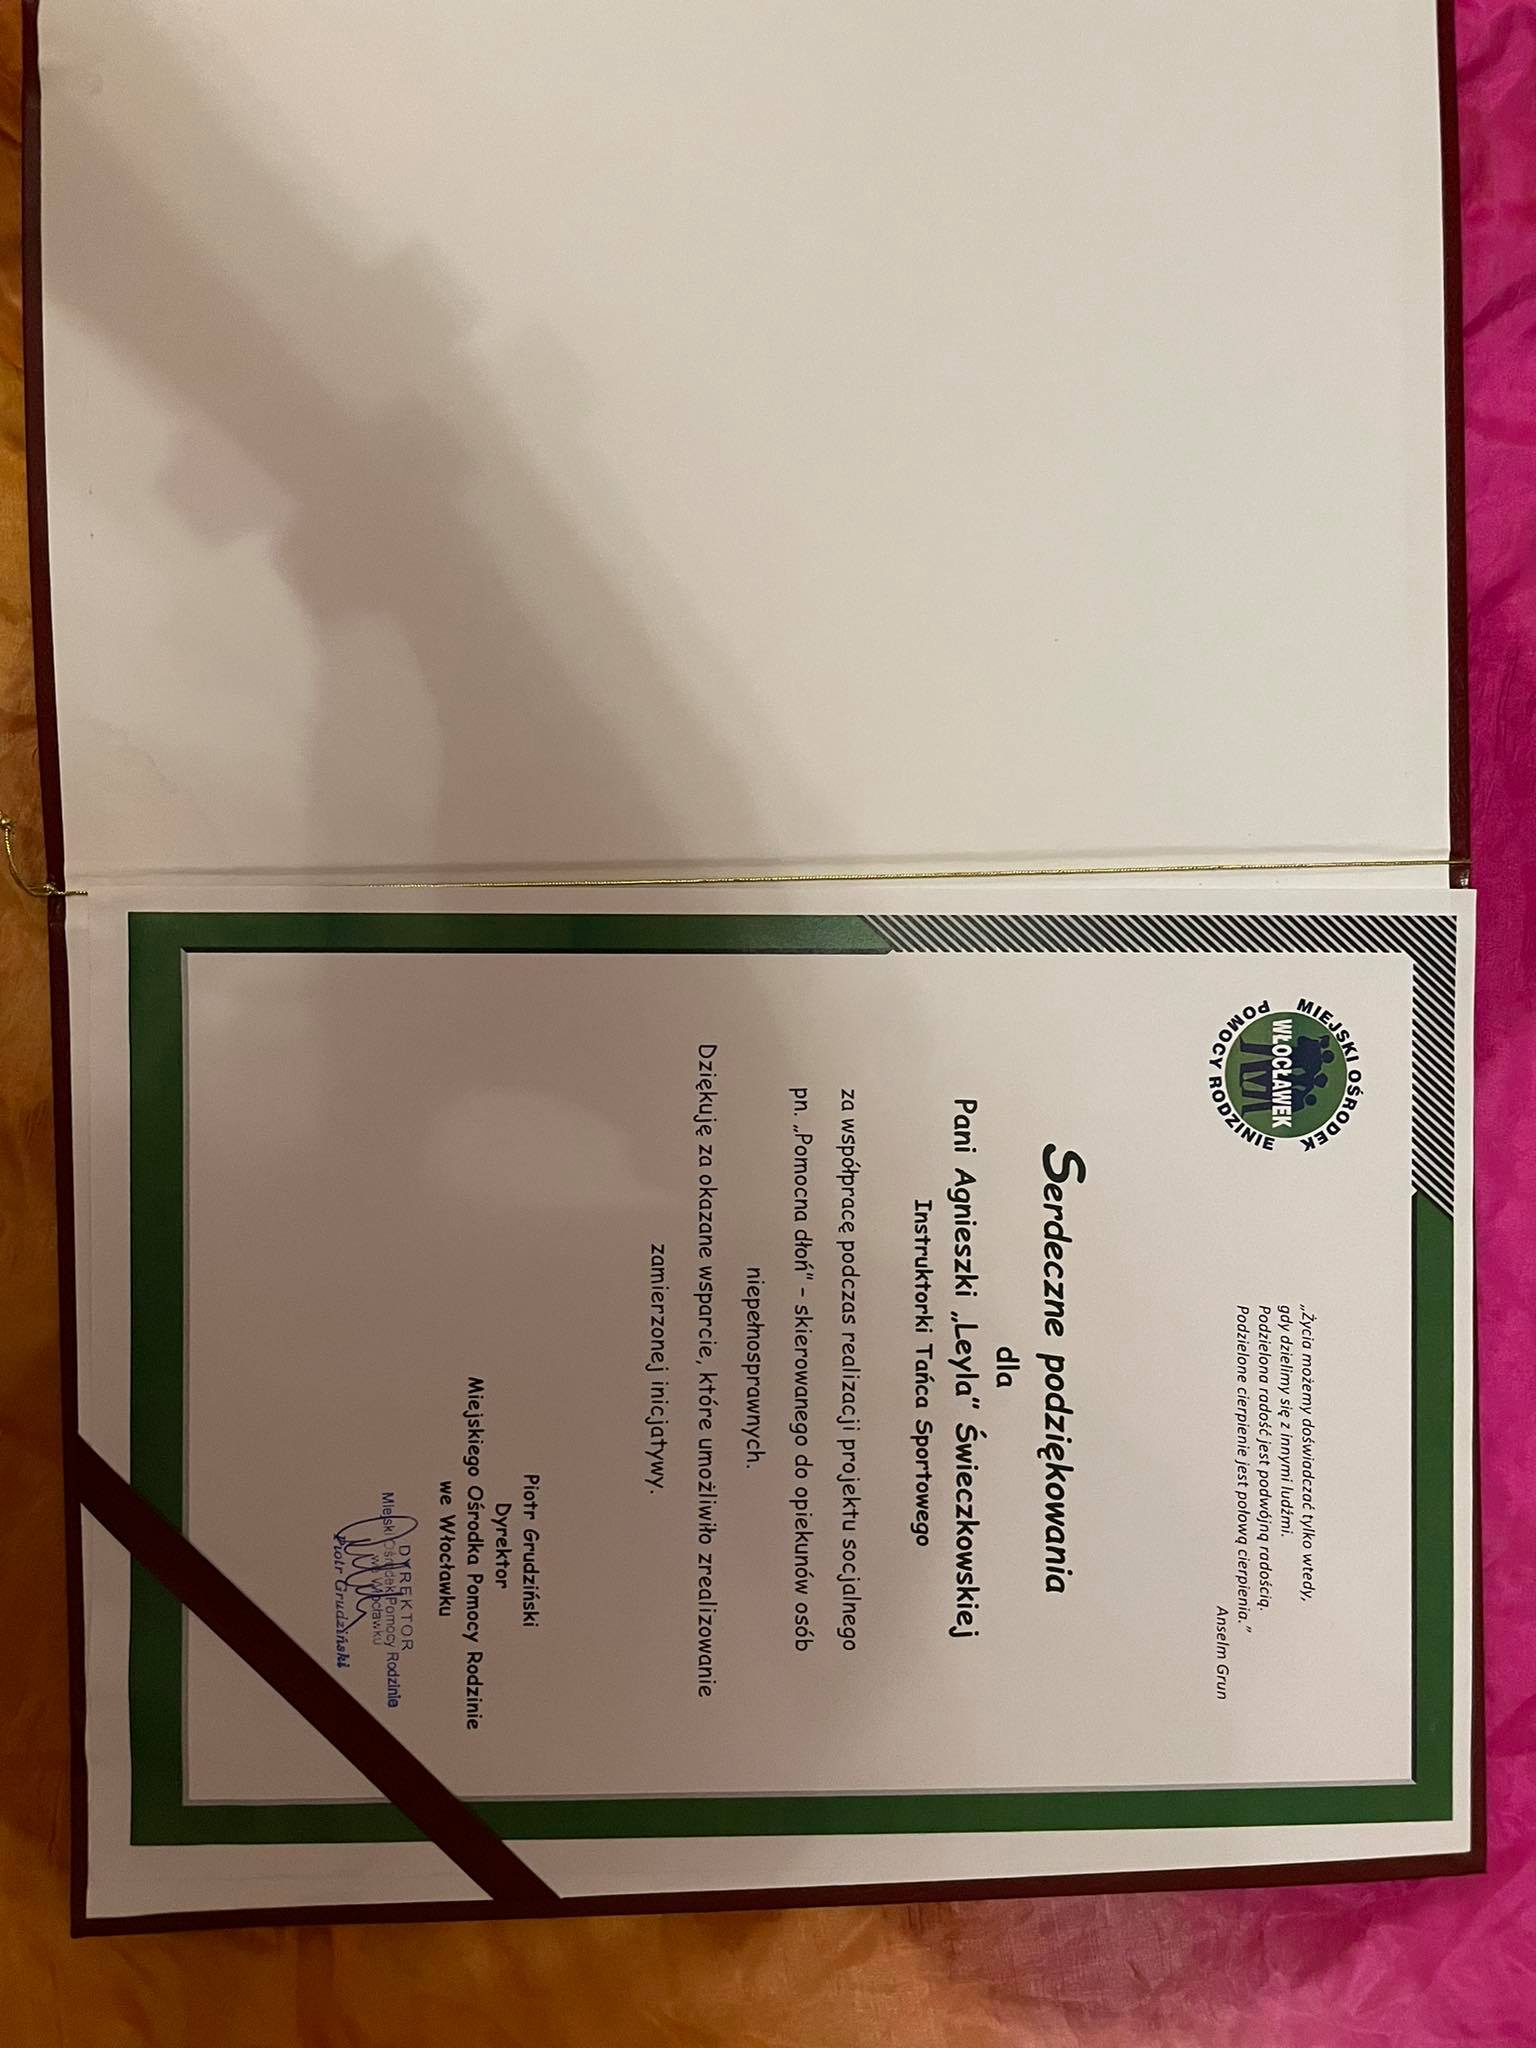 MIEJSKI OŚRODEK
WŁOCŁAWEK
POMOCY RODZINIE
„Życia możemy doświadczać tylko wtedy,
gdy dzielimy się z innymi ludźmi.
Podzielona radość jest podwójną radością.
Podzielone cierpienie jest połową cierpienia.”
Anselm Grun
Serdeczne podziękowania
dla
Pani Agnieszki „Leyla” Świeczkowskiej
Instruktorki Tańca Sportowego
za współpracę podczas realizacji projektu socjalnego
pn. „Pomocna dłoń” – skierowanego do opiekunów osób
niepełnosprawnych.
Dziękuję za okazane wsparcie, które umożliwiło zrealizowanie
zamierzonej inicjatywy.
Piotr Grudziński
Dyrektor
Miejskiego Ośrodka Pomocy Rodzinie
we Włocławku
DYREKTOR
Miejski Ośrodek Pomocy Rodzinie
we Włocławku
Piotr Grudziński